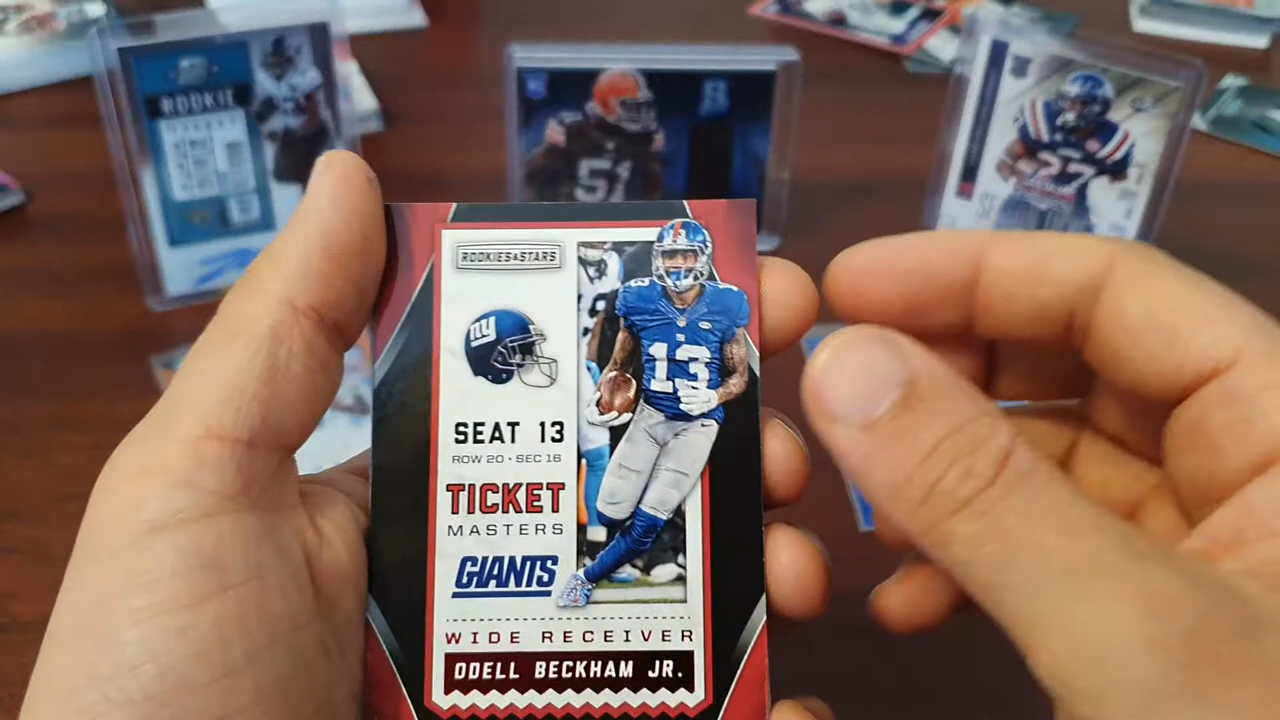 ROOKIE
51
27
ROOKIES & STARS
ny
13
SEAT 13
ROW 20 • SEC 16
TICKET
MASTERS
GIANTS
WIDE RECEIVER
ODELL BECKHAM JR.